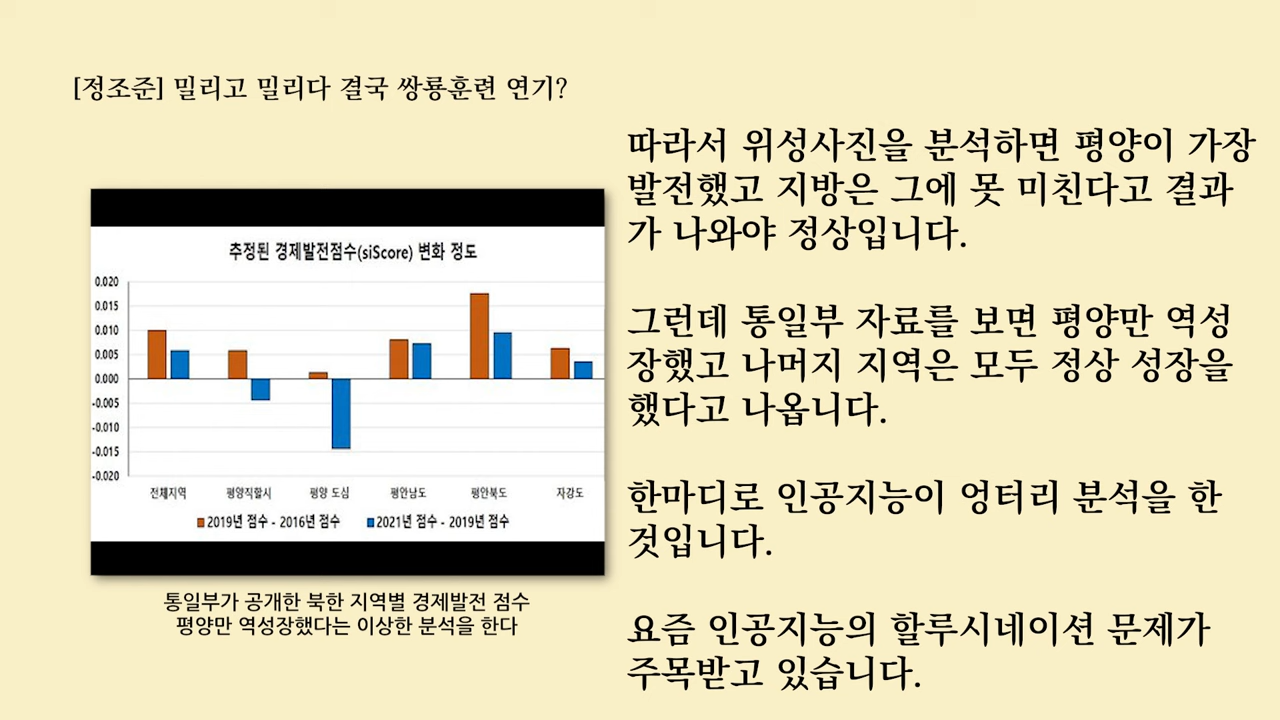 [정조준] 밀리고 밀리다 결국 쌍룡훈련 연기?
추정된 경제발전점수(siScore) 변화 정도
0.020
0.015
0.010
0.005
0.000
-0.005
-0.010
-0.015
-0.020
전체지역 평양직할시 평양 도심 평안남도 평안북도 자강도
2019년 점수 - 2016년 점수 2021년 점수 - 2019년 점수
통일부가 공개한 북한 지역별 경제발전 점수
평양만 역성장했다는 이상한 분석을 한다
따라서 위성사진을 분석하면 평양이 가장
발전했고 지방은 그에 못 미친다고 결과
가 나와야 정상입니다.
그런데 통일부 자료를 보면 평양만 역성
장했고 나머지 지역은 모두 정상 성장을
했다고 나옵니다.
한마디로 인공지능이 엉터리 분석을 한
것입니다.
요즘 인공지능의 할루시네이션 문제가
주목받고 있습니다.